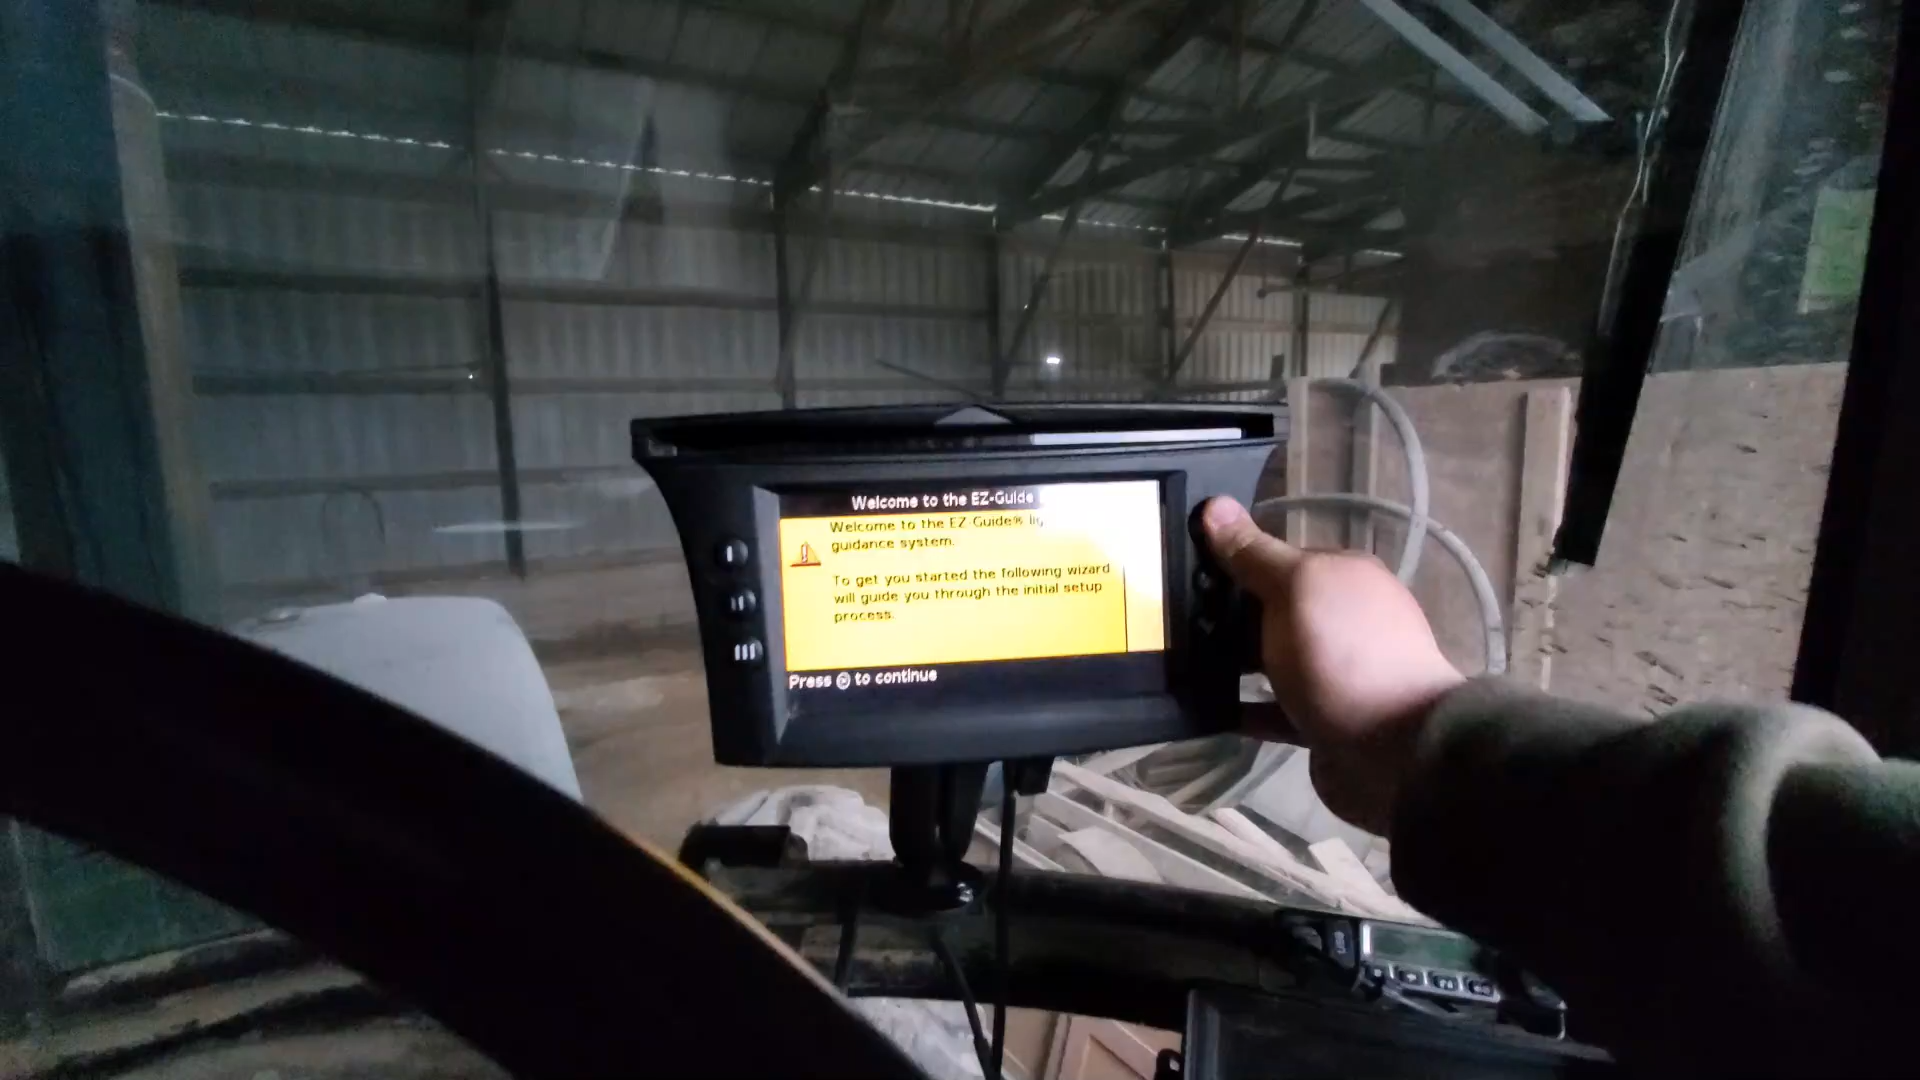 Welcome to the EZ-Guide
Welcome to the EZ-Guide®
guidance system.
To get you started the following wizard
will guide you through the initial setup
process.
Press to continue